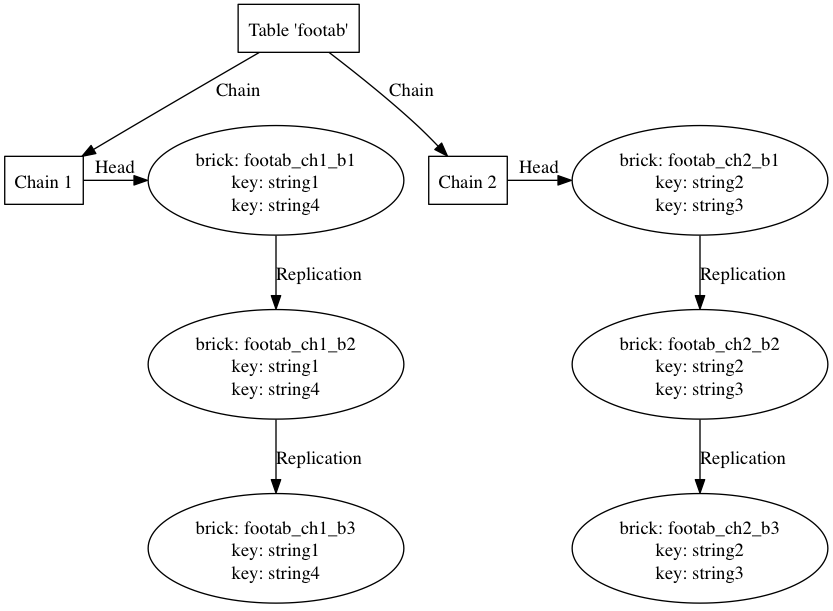 Table 'footab'
Chain
Chain
Chain 1
Head
brick: footab_ch1_b1
key: string1
key: string4
Chain 2
Head
brick: footab_ch2_b1
key: string2
key: string3
Replication
Replication
brick: footab_ch1_b2
key: string1
key: string4
brick: footab_ch2_b2
key: string2
key: string3
Replication
Replication
brick: footab_ch1_b3
key: string1
key: string4
brick: footab_ch2_b3
key: string2
key: string3